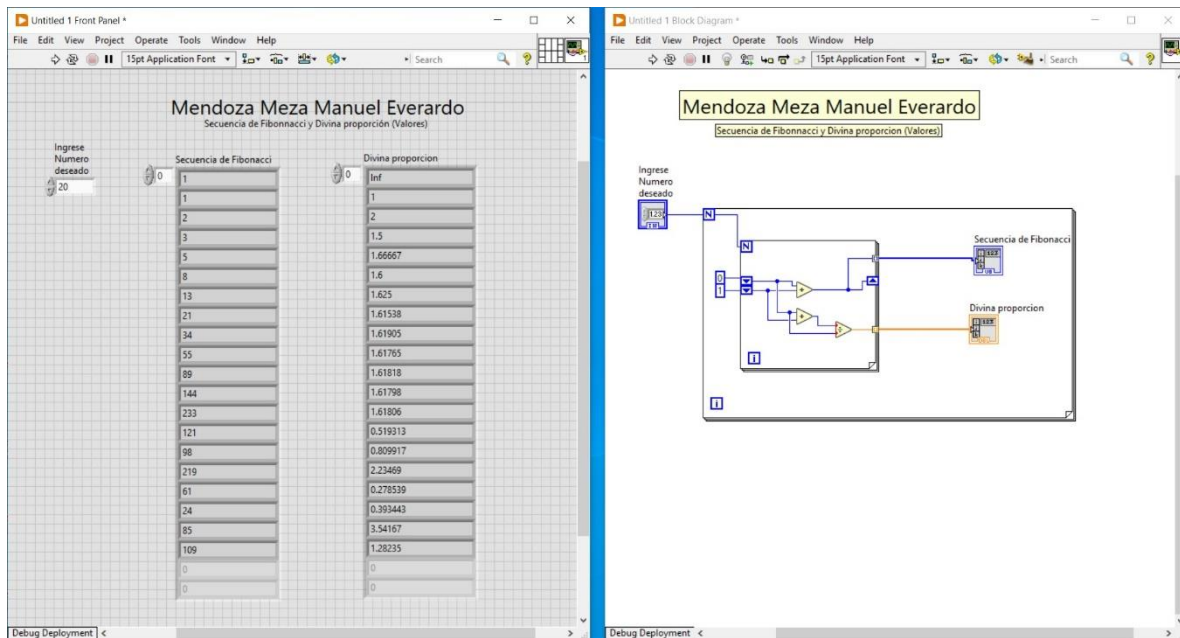 Untitled 1 Front Panel *
File Edit View Project Operate Tools Window Help
15pt Application Font
Search
Mendoza Meza Manuel Everardo
Secuencia de Fibonnacci y Divina proporción (Valores)
Ingrese
Numero
deseado
20
Secuencia de Fibonacci
0
1
1
2
3
5
8
13
21
34
55
89
144
233
121
98
219
61
24
85
109
0
0
Divina proporcion
0
Inf
1
2
1.5
1.66667
1.6
1.625
1.61538
1.61905
1.61765
1.61818
1.61798
1.61806
0.519313
0.809917
2.23469
0.278539
0.393443
3.54167
1.28235
0
0
Debug Deployment
Untitled 1 Block Diagram *
File Edit View Project Operate Tools Window Help
15pt Application Font
Search
Mendoza Meza Manuel Everardo
Secuencia de Fibonnacci y Divina proporcion (Valores)
Ingrese
Numero
deseado
123
N
N
0
1
i
i
Secuencia de Fibonacci
Divina proporcion
Debug Deployment